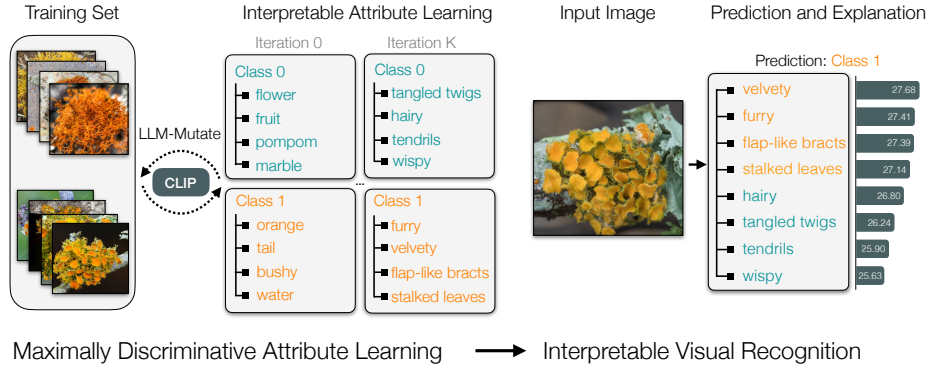 Training Set
Interpretable Attribute Learning
Input Image
Prediction and Explanation
Iteration 0
Iteration K
LLM-Mutate
CLIP
Class 0
flower
fruit
pompom
marble
Class 0
tangled twigs
hairy
tendrils
wispy
...
Class 1
orange
tail
bushy
water
Class 1
furry
velvety
flap-like bracts
stalked leaves
Prediction: Class 1
velvety 27.68
furry 27.41
flap-like bracts 27.39
stalked leaves 27.14
hairy 26.80
tangled twigs 26.24
tendrils 25.90
wispy 25.63
Maximally Discriminative Attribute Learning
Interpretable Visual Recognition